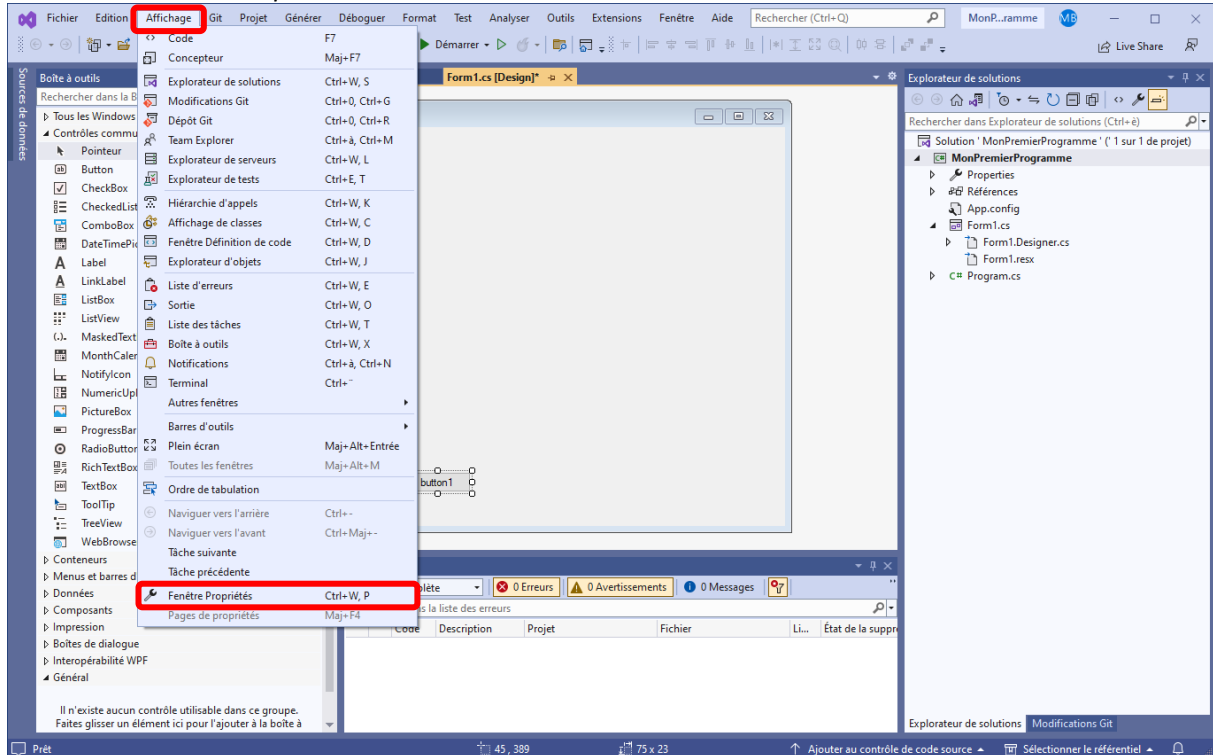 Fichier Edition Affichage Git Projet Générer Déboguer Format Test Analyser Outils Extensions Fenêtre Aide Rechercher (Ctrl+Q) MonP...ramme MB
Démarrer Live Share
Sources de données
Boîte à outils
Rechercher dans la B
Tous les Windows
Contrôles commu
Pointeur
Button
CheckBox
CheckedList
ComboBox
DateTimePi
Label
LinkLabel
ListBox
ListView
MaskedText
MonthCaler
NotifyIcon
NumericUpl
PictureBox
ProgressBar
RadioButtor
RichTextBox
TextBox
ToolTip
TreeView
WebBrowse
Conteneurs
Menus et barres d
Données
Composants
Impression
Boîtes de dialogue
Interopérabilité WPF
Général
Il n'existe aucun contrôle utilisable dans ce groupe.
Faites glisser un élément ici pour l'ajouter à la boîte à
Code F7
Concepteur Maj+F7
Explorateur de solutions Ctrl+W, S
Modifications Git Ctrl+0, Ctrl+G
Dépôt Git Ctrl+0, Ctrl+R
Team Explorer Ctrl+à, Ctrl+M
Explorateur de serveurs Ctrl+W, L
Explorateur de tests Ctrl+E, T
Hiérarchie d'appels Ctrl+W, K
Affichage de classes Ctrl+W, C
Fenêtre Définition de code Ctrl+W, D
Explorateur d'objets Ctrl+W, J
Liste d'erreurs Ctrl+W, E
Sortie Ctrl+W, O
Liste des tâches Ctrl+W, T
Boîte à outils Ctrl+W, X
Notifications Ctrl+à, Ctrl+N
Terminal Ctrl+¨
Autres fenêtres
Barres d'outils
Plein écran Maj+Alt+Entrée
Toutes les fenêtres Maj+Alt+M
Ordre de tabulation
Naviguer vers l'arrière Ctrl+-
Naviguer vers l'avant Ctrl+Maj+-
Tâche suivante
Tâche précédente
Fenêtre Propriétés Ctrl+W, P
Pages de propriétés Maj+F4
Form1.cs [Design]*
button1
plète 0 Erreurs 0 Avertissements 0 Messages
s la liste des erreurs
Code Description Projet Fichier Li... État de la suppre
Explorateur de solutions
Rechercher dans Explorateur de solutions (Ctrl+è)
Solution ' MonPremierProgramme ' (' 1 sur 1 de projet)
MonPremierProgramme
Properties
Références
App.config
Form1.cs
Form1.Designer.cs
Form1.resx
C# Program.cs
Explorateur de solutions Modifications Git
Prêt 45 , 389 75 x 23 Ajouter au contrôle de code source Sélectionner le référentiel